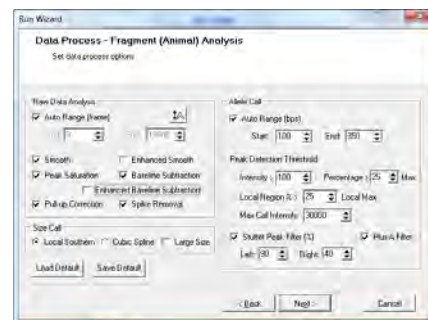 Run Wizard
Data Process - Fragment (Animal) Analysis
Set data process options
Raw Data Analysis
Auto Range (frame)
Smooth Enhanced Smooth
Peak Saturation Baseline Subtraction
Enhanced Baseline Subtraction
Pull-up Correction Spike Removal
Size Call
Local Southern Cubic Spline Large Size
Load Default Save Default
Allele Call
Auto Range (bps)
Start: 100 End: 350
Peak Detection Threshold
Intensity > 100 Percentage > 25 Max
Local Region % > 25 Local Max
Max Call Intensity: 30000
Stutter Peak Filter (%) Plus-A Filter
Left: 90 Right: 40
< Back Next > Cancel